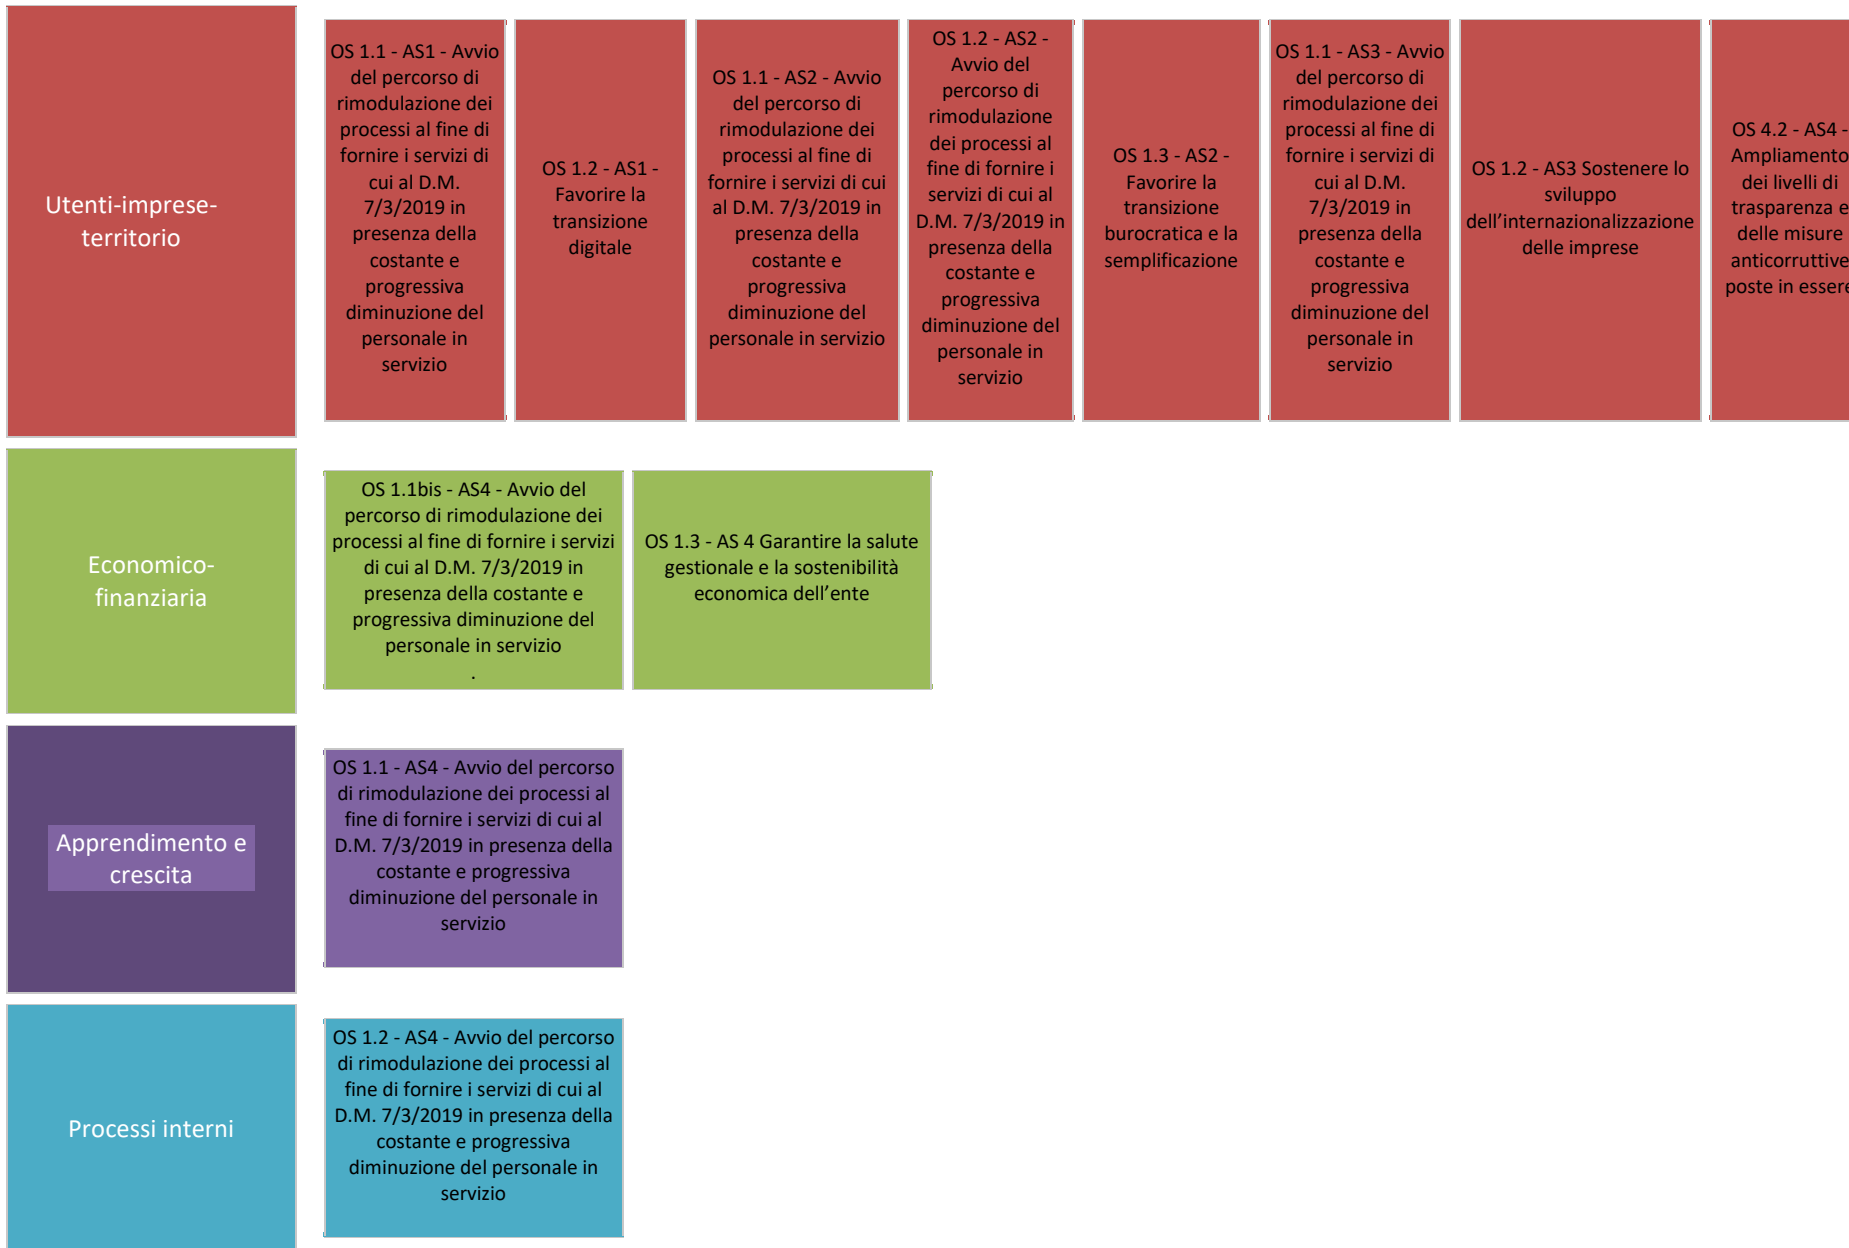 Utenti-imprese-
territorio
OS 1.1 - AS1 - Avvio
del percorso di
rimodulazione dei
processi al fine di
fornire i servizi di
cui al D.M.
7/3/2019 in
presenza della
costante e
progressiva
diminuzione del
personale in
servizio
OS 1.2 - AS1 -
Favorire la
transizione
digitale
OS 1.1 - AS2 - Avvio
del percorso di
rimodulazione dei
processi al fine di
fornire i servizi di cui
al D.M. 7/3/2019 in
presenza della
costante e
progressiva
diminuzione del
personale in servizio
OS 1.2 - AS2 -
Avvio del
percorso di
rimodulazione
dei processi al
fine di fornire i
servizi di cui al
D.M. 7/3/2019 in
presenza della
costante e
progressiva
diminuzione del
personale in
servizio
OS 1.3 - AS2 -
Favorire la
transizione
burocratica e la
semplificazione
OS 1.1 - AS3 - Avvio
del percorso di
rimodulazione dei
processi al fine di
fornire i servizi di
cui al D.M.
7/3/2019 in
presenza della
costante e
progressiva
diminuzione del
personale in
servizio
OS 1.2 - AS3 Sostenere lo
sviluppo
dell’internazionalizzazione
delle imprese
OS 4.2 - AS4 -
Ampliamento
dei livelli di
trasparenza e
delle misure
anticorruttive
poste in essere
Economico-
finanziaria
OS 1.1bis - AS4 - Avvio del
percorso di rimodulazione dei
processi al fine di fornire i servizi
di cui al D.M. 7/3/2019 in
presenza della costante e
progressiva diminuzione del
personale in servizio
.
OS 1.3 - AS 4 Garantire la salute
gestionale e la sostenibilità
economica dell’ente
Apprendimento e
crescita
OS 1.1 - AS4 - Avvio del percorso
di rimodulazione dei processi al
fine di fornire i servizi di cui al
D.M. 7/3/2019 in presenza della
costante e progressiva
diminuzione del personale in
servizio
Processi interni
OS 1.2 - AS4 - Avvio del percorso
di rimodulazione dei processi al
fine di fornire i servizi di cui al
D.M. 7/3/2019 in presenza della
costante e progressiva
diminuzione del personale in
servizio